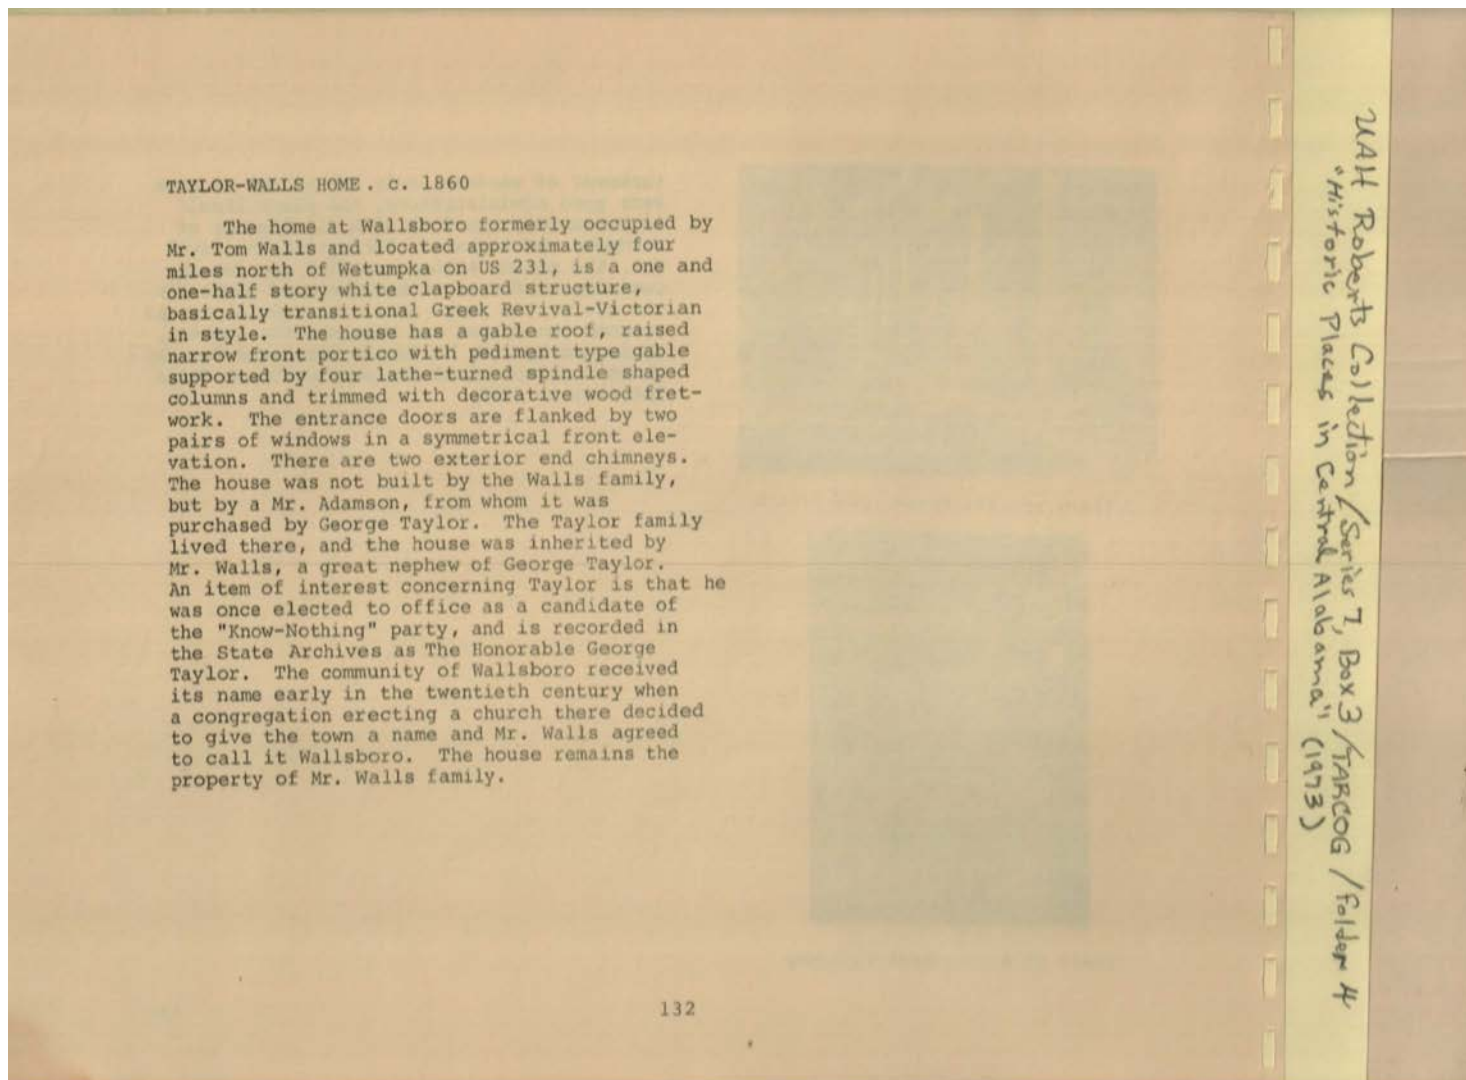 TAYLOR-WALLS HOME. c. 1860
The home at Wallsboro formerly occupied by
Mr. Tom Walls and located approximately four
miles north of Wetumpka on US 231, is a one and
one-half story white clapboard structure,
basically transitional Greek Revival-Victorian
in style. The house has a gable roof, raised
narrow front portico with pediment type gable
supported by four lathe-turned spindle shaped
columns and trimmed with decorative wood fret-
work. The entrance doors are flanked by two
pairs of windows in a symmetrical front ele-
vation. There are two exterior end chimneys.
The house was not built by the Walls family,
but by a Mr. Adamson, from whom it was
purchased by George Taylor. The Taylor family
lived there, and the house was inherited by
Mr. Walls, a great nephew of George Taylor.
An item of interest concerning Taylor is that he
was once elected to office as a candidate of
the "Know-Nothing" party, and is recorded in
the State Archives as The Honorable George
Taylor. The community of Wallsboro received
its name early in the twentieth century when
a congregation erecting a church there decided
to give the town a name and Mr. Walls agreed
to call it Wallsboro. The house remains the
property of Mr. Walls family.
132
UAH Roberts Collection/Series 7, Box 3/TARCOG/Folder 4
"Historic Places in Central Alabama" (1973)